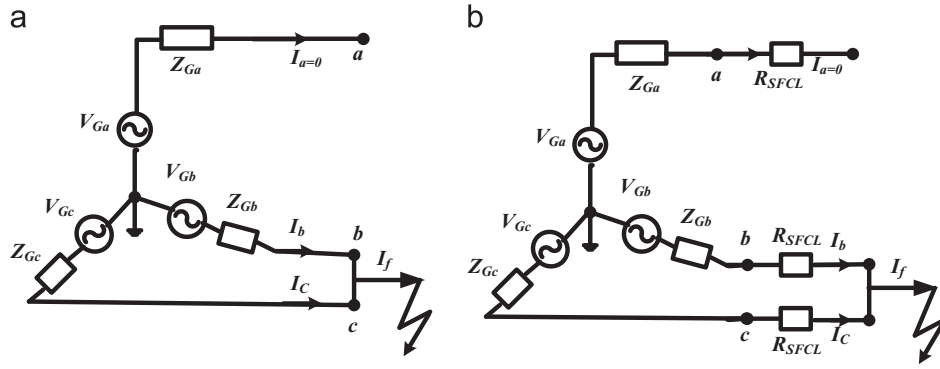 a
Z_Ga
I_a=0
a
V_Ga
V_Gb
V_Gc
Z_Gb
Z_Gc
I_b
b
I_f
I_C
c
b
Z_Ga
a
R_SFCL
I_a=0
V_Ga
V_Gb
V_Gc
Z_Gb
Z_Gc
b
R_SFCL
I_b
I_f
c
R_SFCL
I_C